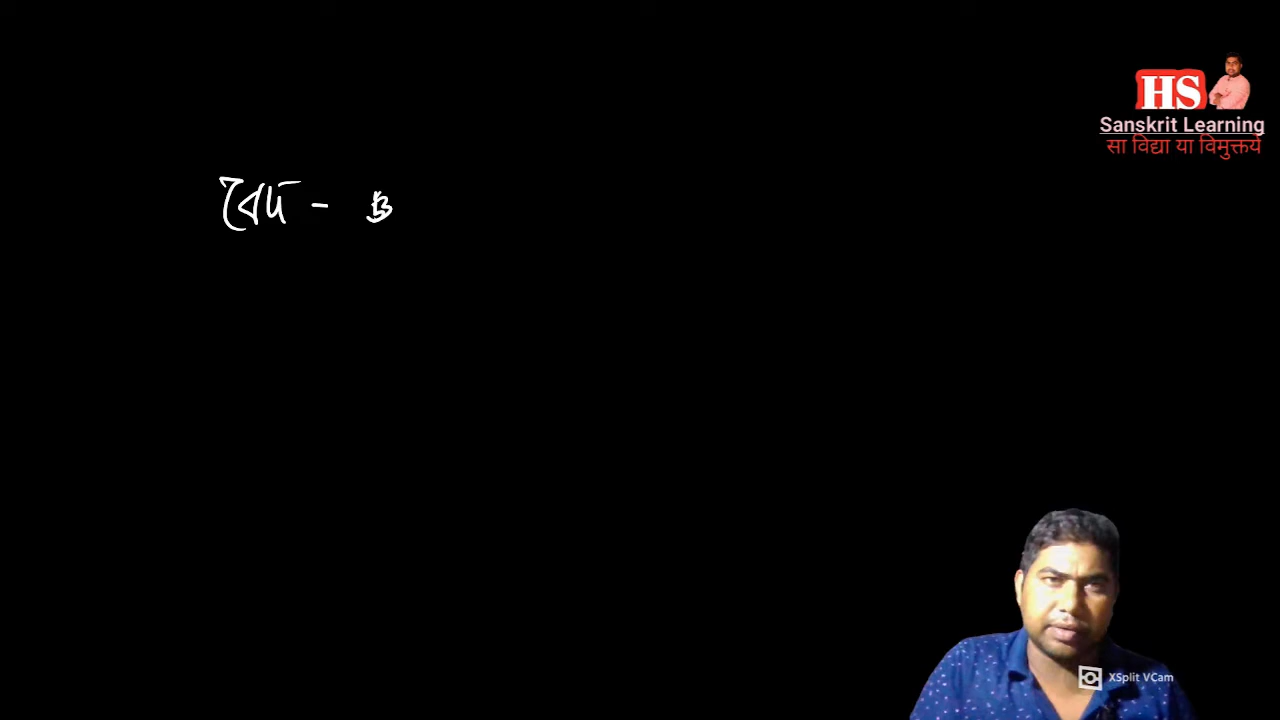 HS
Sanskrit Learning
सा विद्या या विमुक्तये
বেদ -
XSplit VCam